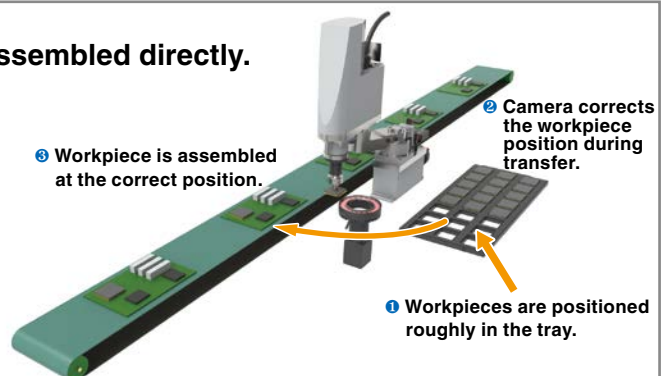 ssembled directly.
❷ Camera corrects
the workpiece
position during
transfer.
❸ Workpiece is assembled
at the correct position.
❶ Workpieces are positioned
roughly in the tray.